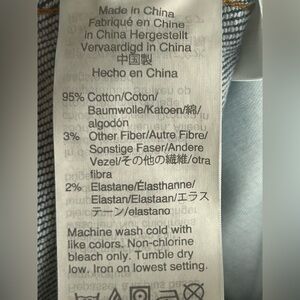 Made in China
Fabriqué en Chine
in China Hergestellt
Vervaardigd in China
中国製
Hecho en China
95% Cotton/Coton/
Baumwolle/Katoen/綿/
algodón
3% Other Fiber/Autre Fibre/
Sonstige Faser/Andere
Vezel/その他の繊維/otra
fibra
2% Elastane/Élasthanne/
Elastan/Elastaan/エラス
テーン/elastano
Machine wash cold with
like colors. Non-chlorine
bleach only. Tumble dry
low. Iron on lowest setting.